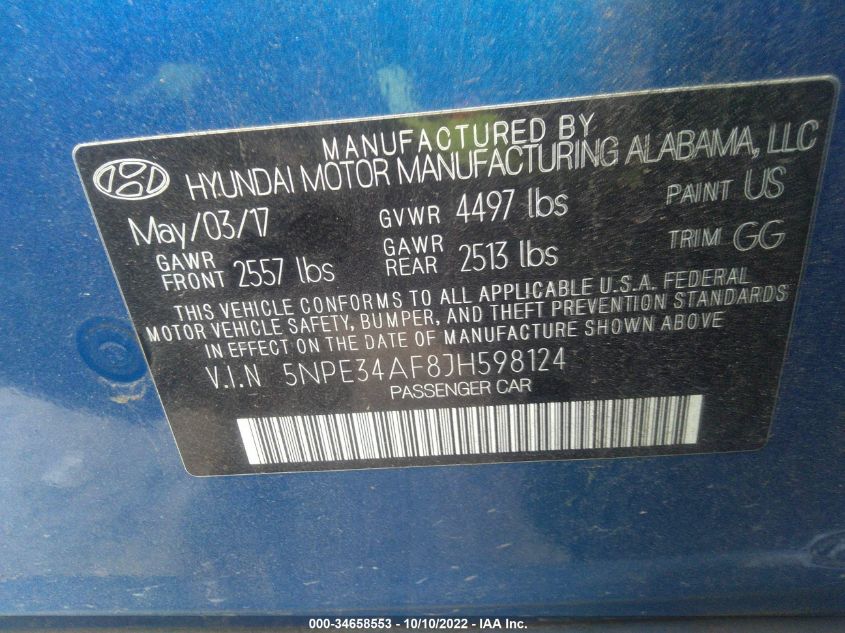 MANUFACTURED BY
HYUNDAI MOTOR MANUFACTURING ALABAMA, LLC
May/03/17 GVWR 4497 lbs PAINT US
GAWR FRONT 2557 lbs GAWR REAR 2513 lbs TRIM GG
THIS VEHICLE CONFORMS TO ALL APPLICABLE U.S.A. FEDERAL
MOTOR VEHICLE SAFETY, BUMPER, AND THEFT PREVENTION STANDARDS
IN EFFECT ON THE DATE OF MANUFACTURE SHOWN ABOVE
V.I.N 5NPE34AF8JH598124
PASSENGER CAR
000-34658553 - 10/10/2022 - IAA Inc.